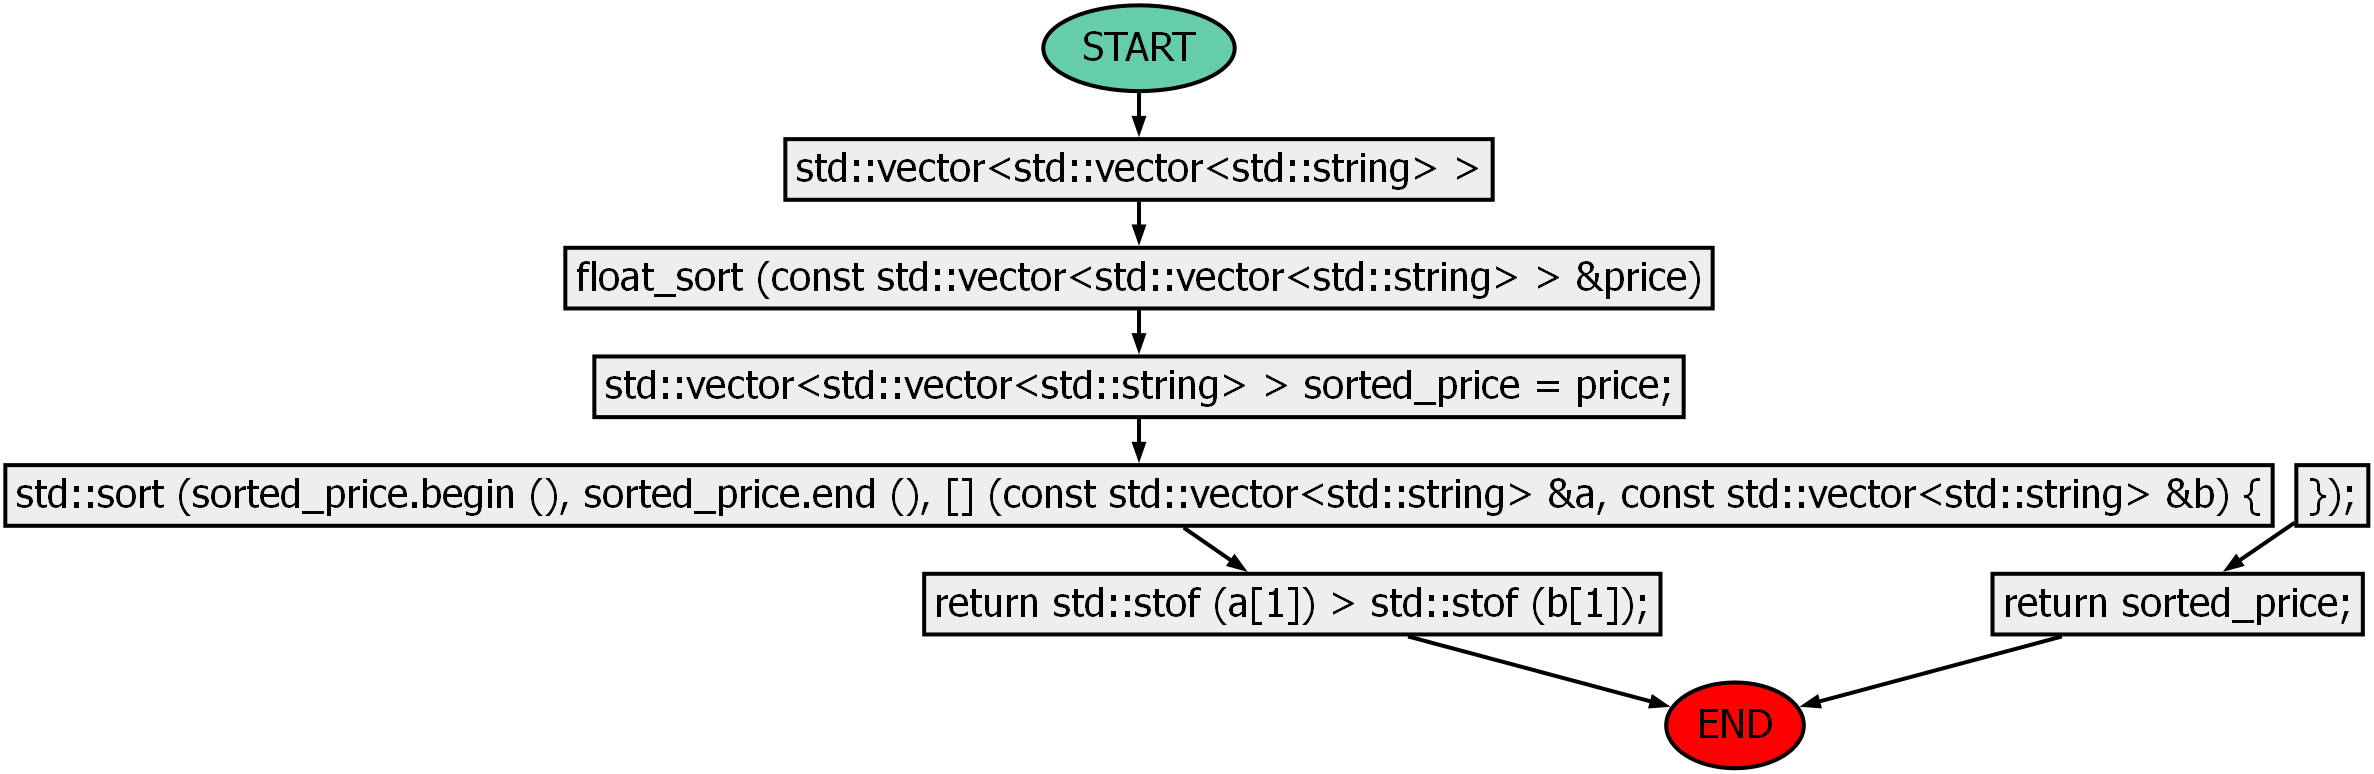 START
std::vector<std::vector<std::string> >
float_sort (const std::vector<std::vector<std::string> > &price)
std::vector<std::vector<std::string> > sorted_price = price;
std::sort (sorted_price.begin (), sorted_price.end (), [] (const std::vector<std::string> &a, const std::vector<std::string> &b) {
});
return std::stof (a[1]) > std::stof (b[1]);
return sorted_price;
END